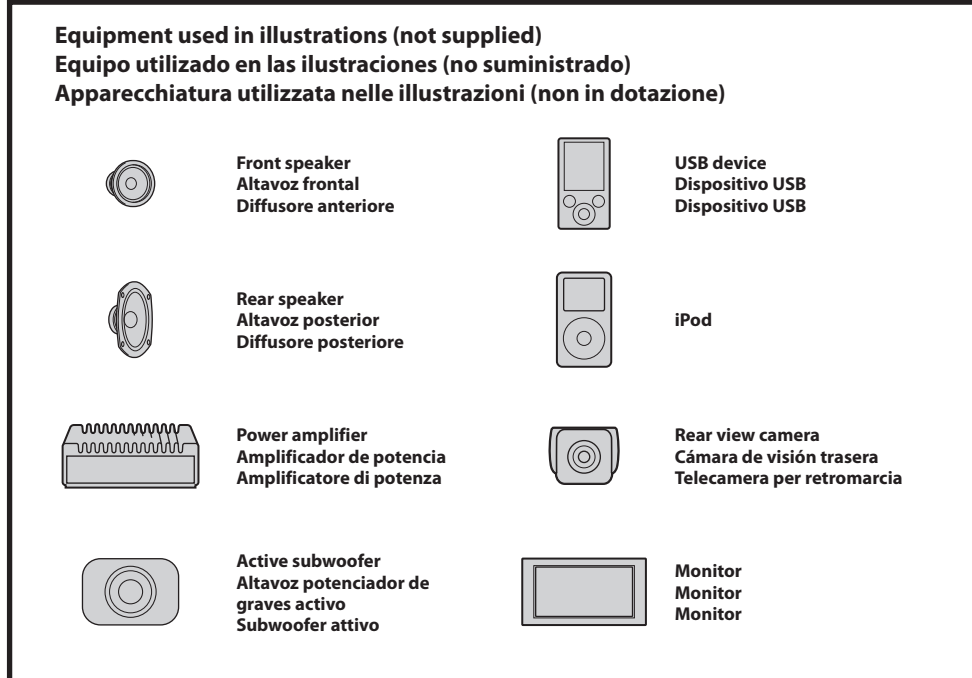 Equipment used in illustrations (not supplied)
Equipo utilizado en las ilustraciones (no suministrado)
Apparecchiatura utilizzata nelle illustrazioni (non in dotazione)
Front speaker
Altavoz frontal
Diffusore anteriore
USB device
Dispositivo USB
Dispositivo USB
Rear speaker
Altavoz posterior
Diffusore posteriore
iPod
Power amplifier
Amplificador de potencia
Amplificatore di potenza
Rear view camera
Cámara de visión trasera
Telecamera per retromarcia
Active subwoofer
Altavoz potenciador de
graves activo
Subwoofer attivo
Monitor
Monitor
Monitor